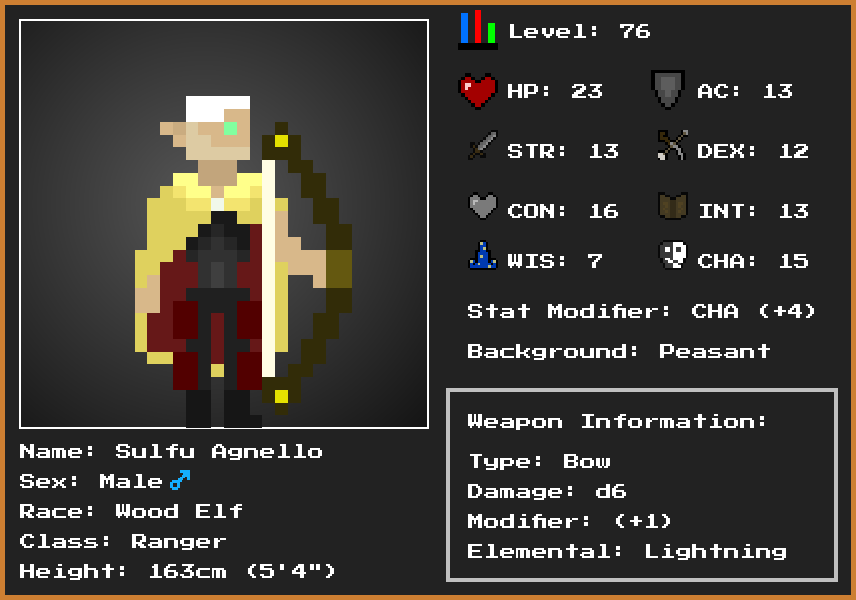 Level: 76
HP: 23
AC: 13
STR: 13
DEX: 12
CON: 16
INT: 13
WIS: 7
CHA: 15
Stat Modifier: CHA (+4)
Background: Peasant
Weapon Information:
Type: Bow
Damage: d6
Modifier: (+1)
Elemental: Lightning
Name: Sulfu Agnello
Sex: Male♂
Race: Wood Elf
Class: Ranger
Height: 163cm (5'4")